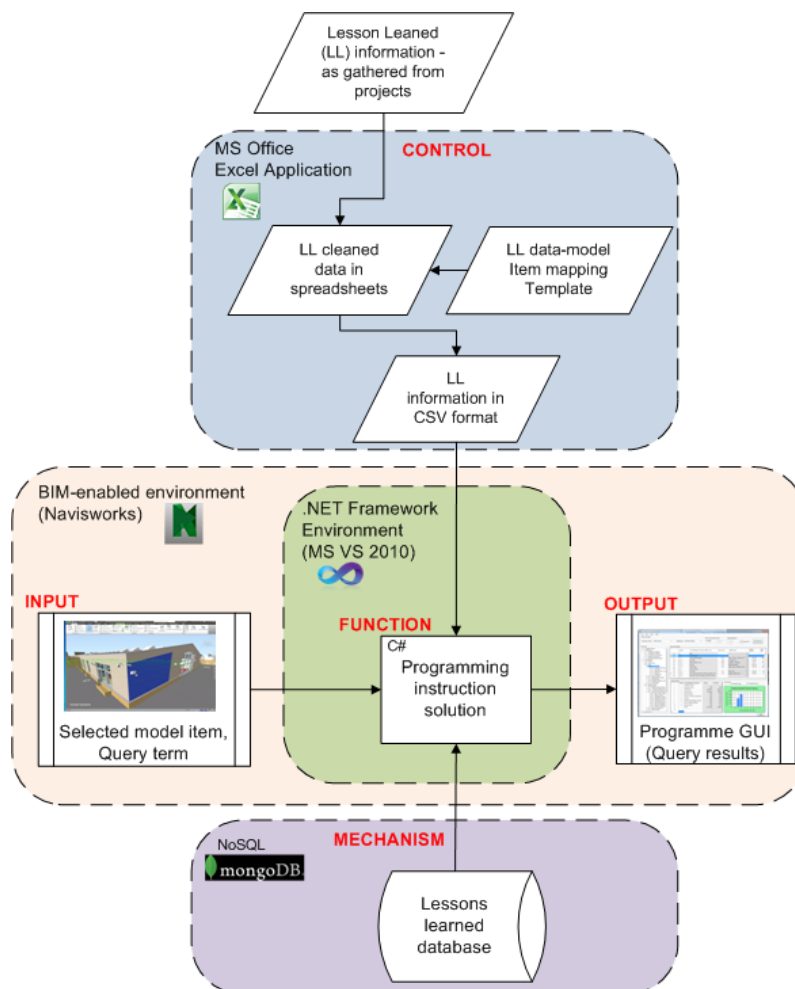 Lesson Leaned
(LL) information -
as gathered from
projects
MS Office
Excel Application
CONTROL
LL cleaned
data in
spreadsheets
LL data-model
Item mapping
Template
LL
information in
CSV format
BIM-enabled environment
(Navisworks)
.NET Framework
Environment
(MS VS 2010)
INPUT
FUNCTION
OUTPUT
C#
Programming
instruction
solution
Selected model item,
Query term
Programme GUI
(Query results)
MECHANISM
NoSQL
mongoDB
Lessons
learned
database